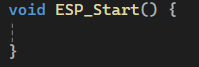 void ESP_Start() {
}